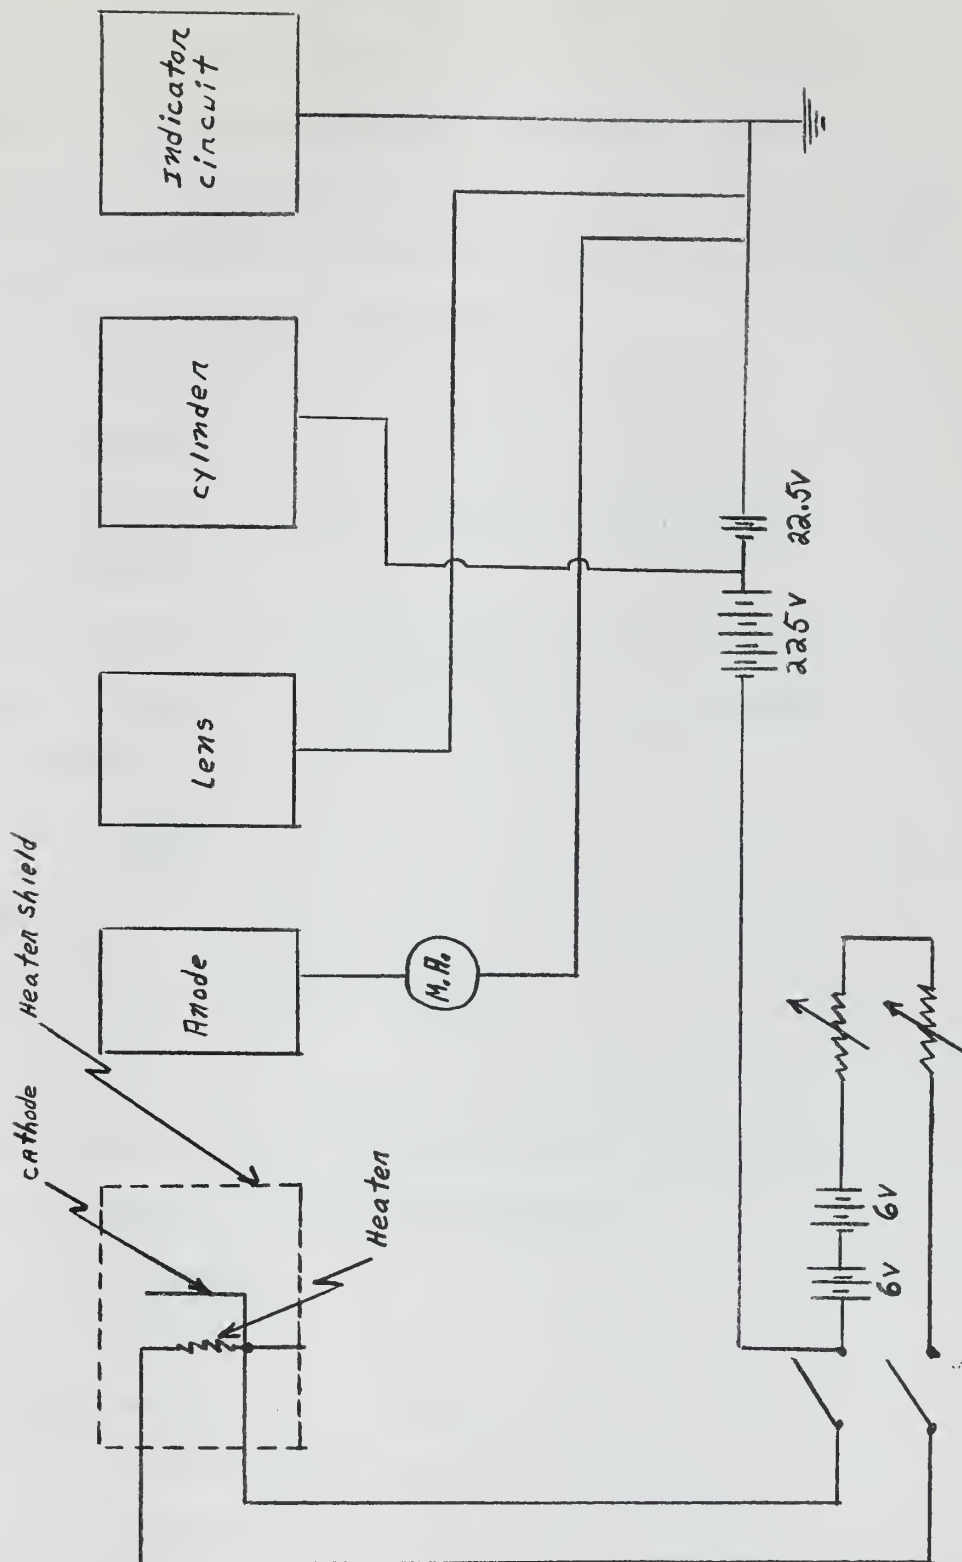 Indicator
circuit
cylinder
Lens
Anode
M.A.
Heater shield
cathode
Heater
22.5V
225V
6V
6V